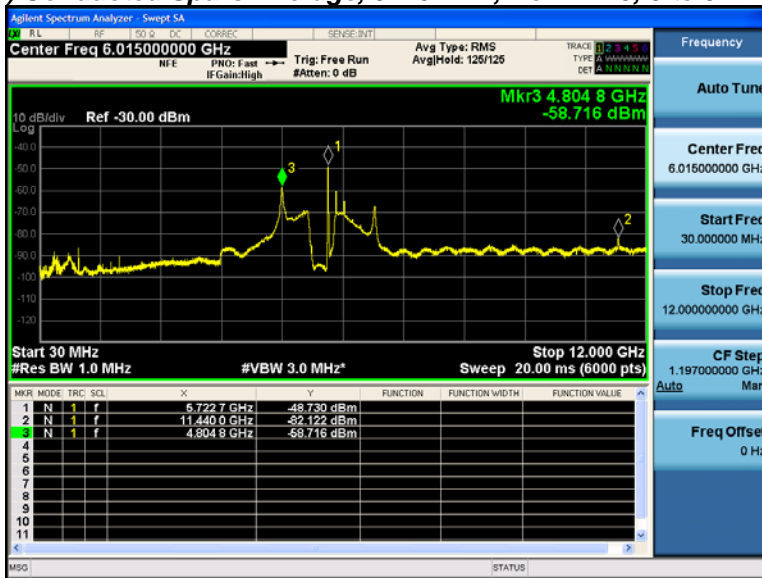 Agilent Spectrum Analyzer - Swept SA
RL RF 50 Ω DC CORREC SENSE:INT
Center Freq 6.015000000 GHz
NFE PNO: Fast Trig: Free Run
IFGain:High #Atten: 0 dB
Avg Type: RMS
Avg|Hold: 125/125
TRACE 1 2 3 4 5 6
TYPE A
DET A N N N N N
Mkr3 4.804 8 GHz
-58.716 dBm
10 dB/div Ref -30.00 dBm
Log
-40.0
-50.0
-60.0
-70.0
-80.0
-90.0
-100
-110
-120
1
3
2
Start 30 MHz Stop 12.000 GHz
#Res BW 1.0 MHz #VBW 3.0 MHz* Sweep 20.00 ms (6000 pts)
MKR MODE TRC SCL X Y FUNCTION FUNCTION WIDTH FUNCTION VALUE
1 N 1 f 5.722 7 GHz -48.730 dBm
2 N 1 f 11.440 0 GHz -82.122 dBm
3 N 1 f 4.804 8 GHz -58.716 dBm
4
5
6
7
8
9
10
11
MSG STATUS
Frequency
Auto Tune
Center Freq
6.015000000 GHz
Start Freq
30.000000 MHz
Stop Freq
12.000000000 GHz
CF Step
1.197000000 GHz
Auto Man
Freq Offset
0 Hz